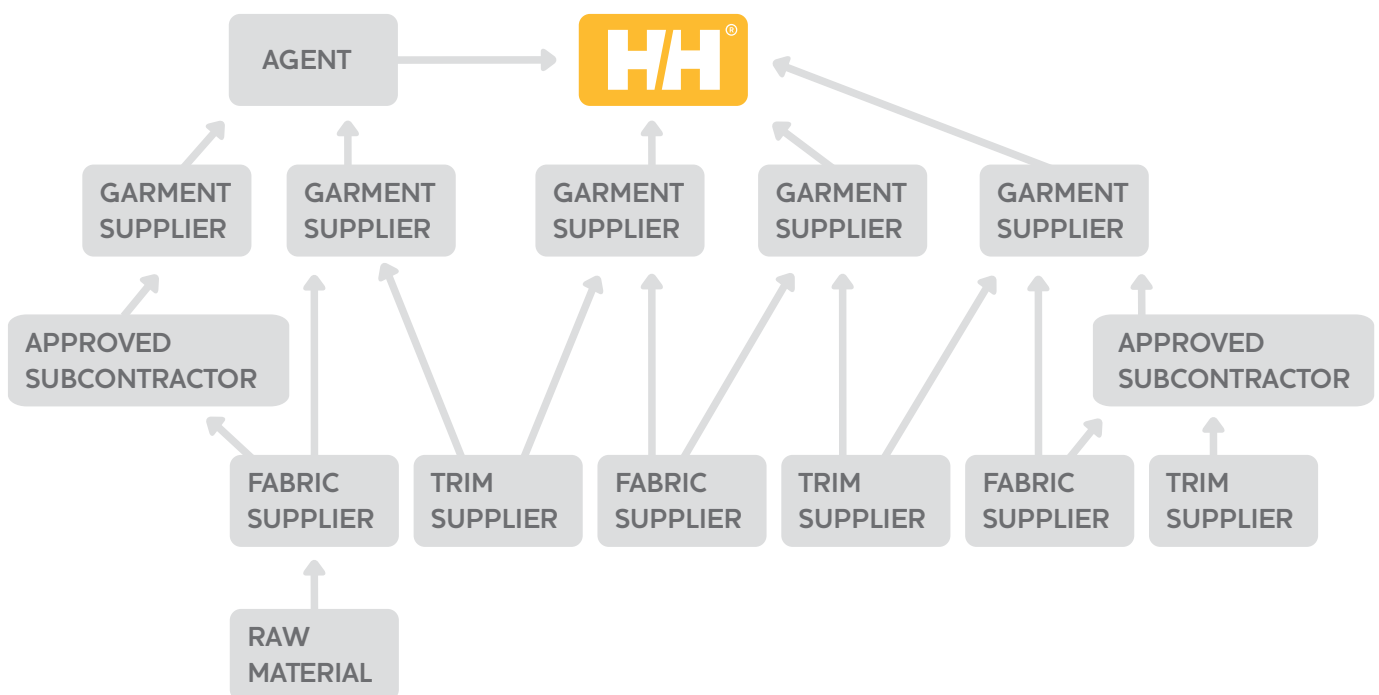 AGENT
H/H®
GARMENT
SUPPLIER
GARMENT
SUPPLIER
GARMENT
SUPPLIER
GARMENT
SUPPLIER
GARMENT
SUPPLIER
APPROVED
SUBCONTRACTOR
APPROVED
SUBCONTRACTOR
FABRIC
SUPPLIER
TRIM
SUPPLIER
FABRIC
SUPPLIER
TRIM
SUPPLIER
FABRIC
SUPPLIER
TRIM
SUPPLIER
RAW
MATERIAL